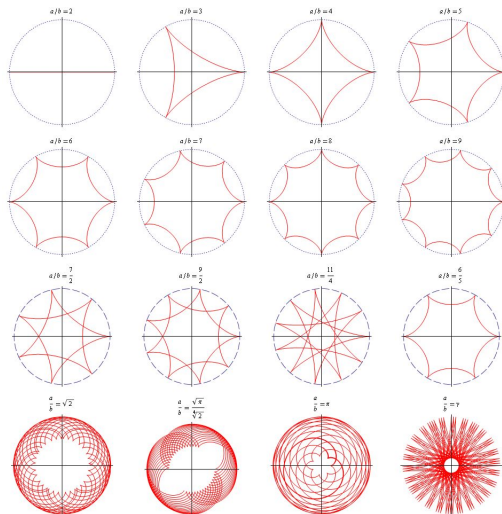 a/b = 2
a/b = 3
a/b = 4
a/b = 5
a/b = 6
a/b = 7
a/b = 8
a/b = 9
a/b = 7/2
a/b = 9/2
a/b = 11/4
a/b = 6/5
a/b = √2
a/b = √π/∜2
a/b = π
a/b = γ